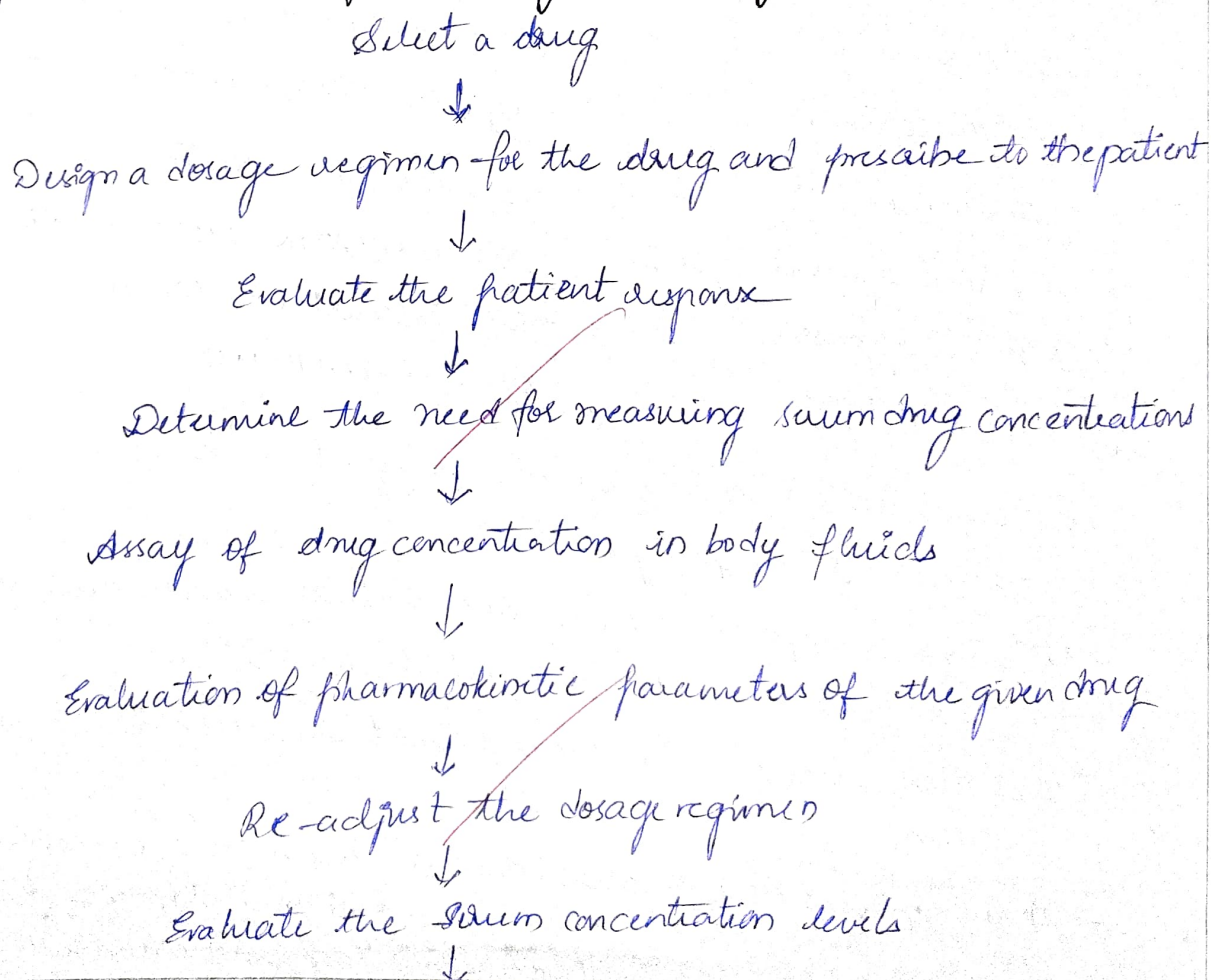 Select a drug
↓
Design a dosage regimen for the drug and prescribe to the patient
↓
Evaluate the patient response
↓
Determine the need for measuring serum drug concentrations
↓
Assay of drug concentration in body fluids
↓
Evaluation of pharmacokinetic parameters of the given drug
↓
Re-adjust the dosage regimen
↓
Evaluate the serum concentration levels
↓